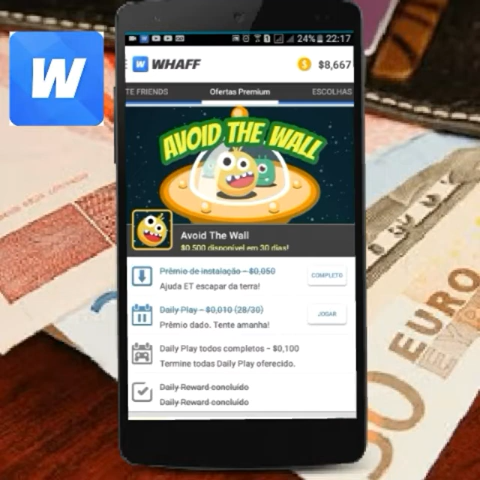 W
24% 22:17
W WHAFF $ $8,667
TE FRIENDS Ofertas Premium ESCOLHAS
AVOID THE WALL
Avoid The Wall
$0,500 disponível em 30 dias!
Prêmio de instalação - $0,050
Ajuda ET escapar da terra!
COMPLETO
Daily Play - $0,010 (28/30)
Prêmio dado. Tente amanha!
JOGAR
Daily Play todos completos - $0,100
Termine todas Daily Play oferecido.
Daily Reward concluído
Daily Reward concluído
EURO
50